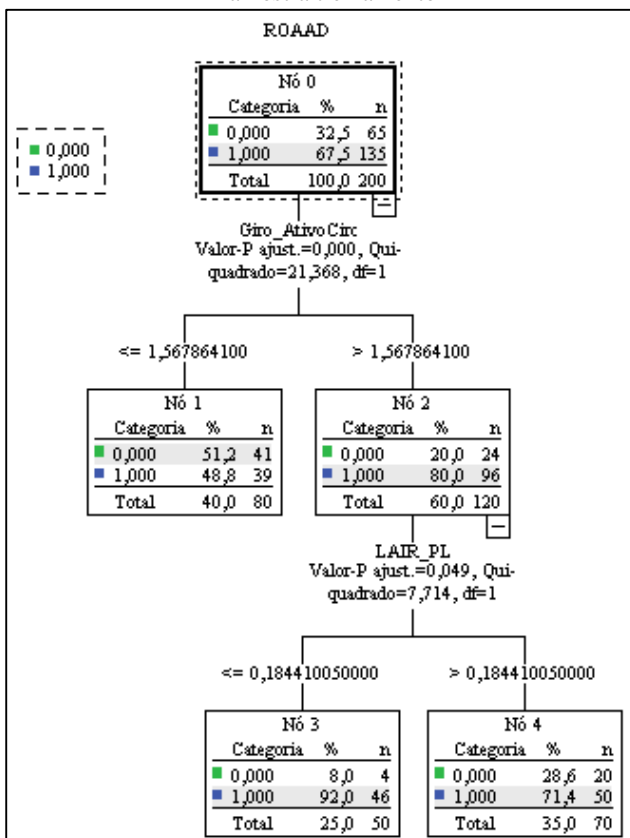 ROAAD
0,000
1,000
Nó 0
Categoria % n
0,000 32,5 65
1,000 67,5 135
Total 100,0 200
Giro_AtivoCirc
Valor-P ajust.=0,000, Qui-
quadrado=21,368, df=1
<= 1,567864100
> 1,567864100
Nó 1
Categoria % n
0,000 51,2 41
1,000 48,8 39
Total 40,0 80
Nó 2
Categoria % n
0,000 20,0 24
1,000 80,0 96
Total 60,0 120
LAIR_PL
Valor-P ajust.=0,049, Qui-
quadrado=7,714, df=1
<= 0,184410050000
> 0,184410050000
Nó 3
Categoria % n
0,000 8,0 4
1,000 92,0 46
Total 25,0 50
Nó 4
Categoria % n
0,000 28,6 20
1,000 71,4 50
Total 35,0 70